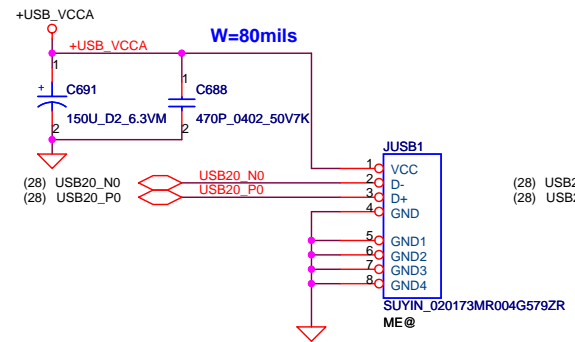 +USB_VCCA
W=80mils
+USB_VCCA
1
1
+ C691
C688
150U_D2_6.3VM
470P_0402_50V7K
2
2
JUSB1
1 VCC
(28) USB20_N0 USB20_N0 2 D-
(28) USB20_P0 USB20_P0 3 D+
4 GND
5 GND1
6 GND2
7 GND3
8 GND4
SUYIN_020173MR004G579ZR
ME@
(28) USB2
(28) USB2